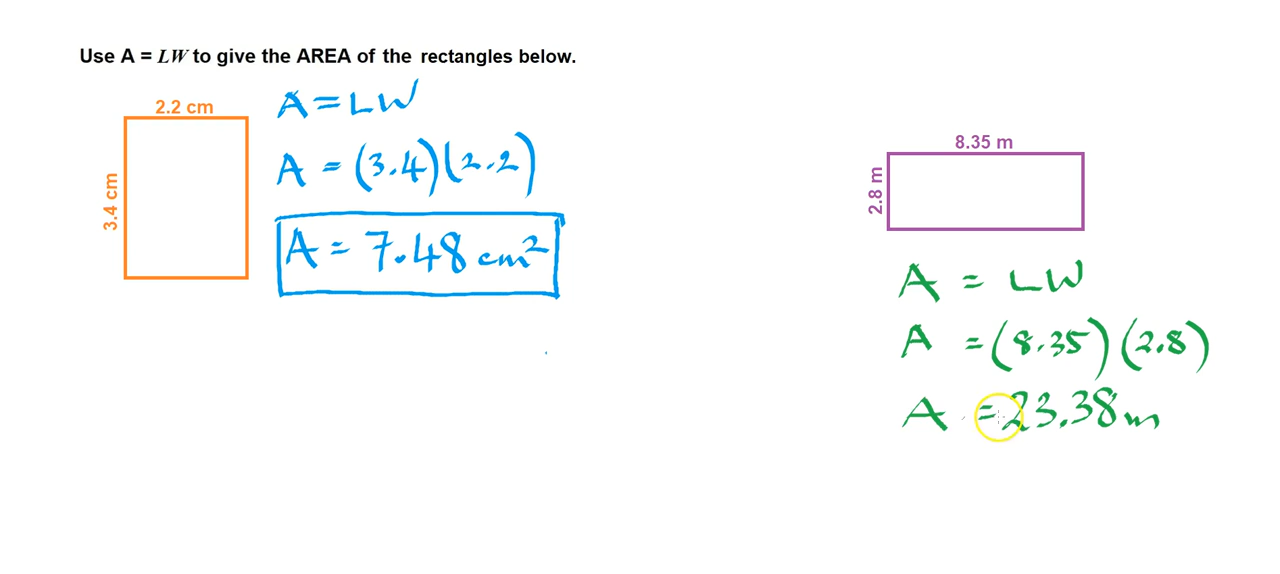 Use A = LW to give the AREA of the rectangles below.
2.2 cm
3.4 cm
A = LW
A = (3.4)(2.2)
A = 7.48 cm²
8.35 m
2.8 m
A = LW
A = (8.35)(2.8)
A = 23.38 m